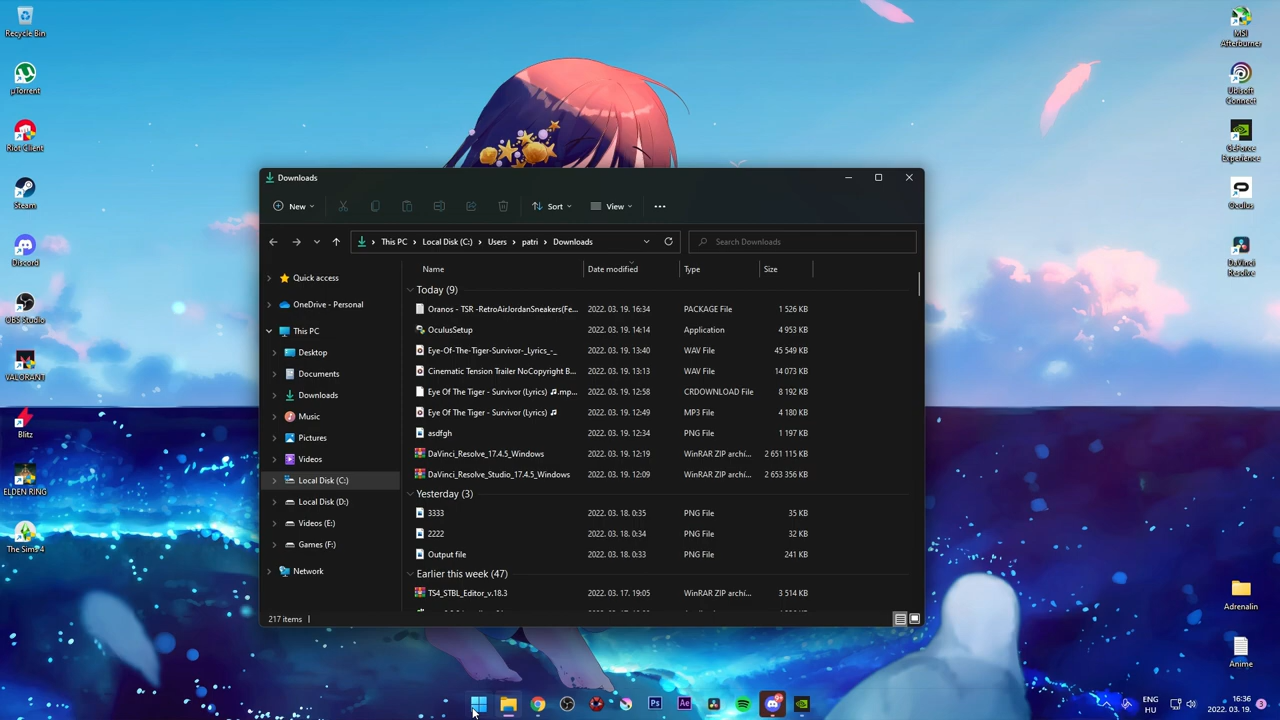 Recycle Bin
µTorrent
Riot Client
Steam
Discord
OBS Studio
VALORANT
Blitz
ELDEN RING
The Sims 4
MSI
Afterburner
Ubisoft
Connect
GeForce
Experience
Oculus
DaVinci
Resolve
Adrenalin
Anime
Downloads
New
Sort
View
This PC > Local Disk (C:) > Users > patri > Downloads
Search Downloads
Quick access
OneDrive - Personal
This PC
Desktop
Documents
Downloads
Music
Pictures
Videos
Local Disk (C:)
Local Disk (D:)
Videos (E:)
Games (F:)
Network
Name Date modified Type Size
Today (9)
Oranos - TSR -RetroAirJordanSneakers(Fe... 2022. 03. 19. 16:34 PACKAGE File 1 526 KB
OculusSetup 2022. 03. 19. 14:14 Application 4 953 KB
Eye-Of-The-Tiger-Survivor-_Lyrics_-_ 2022. 03. 19. 13:40 WAV File 45 549 KB
Cinematic Tension Trailer NoCopyright B... 2022. 03. 19. 13:13 WAV File 14 073 KB
Eye Of The Tiger - Survivor (Lyrics) 🎵.mp... 2022. 03. 19. 12:58 CRDOWNLOAD File 8 192 KB
Eye Of The Tiger - Survivor (Lyrics) 🎵 2022. 03. 19. 12:49 MP3 File 4 180 KB
asdfgh 2022. 03. 19. 12:34 PNG File 1 197 KB
DaVinci_Resolve_17.4.5_Windows 2022. 03. 19. 12:19 WinRAR ZIP archí... 2 651 115 KB
DaVinci_Resolve_Studio_17.4.5_Windows 2022. 03. 19. 12:09 WinRAR ZIP archí... 2 653 356 KB
Yesterday (3)
3333 2022. 03. 18. 0:35 PNG File 35 KB
2222 2022. 03. 18. 0:34 PNG File 32 KB
Output file 2022. 03. 18. 0:33 PNG File 241 KB
Earlier this week (47)
TS4_STBL_Editor_v.18.3 2022. 03. 17. 19:05 WinRAR ZIP archí... 3 514 KB
217 items
Ps
Ae
ENG
HU
16:36
2022. 03. 19.
3